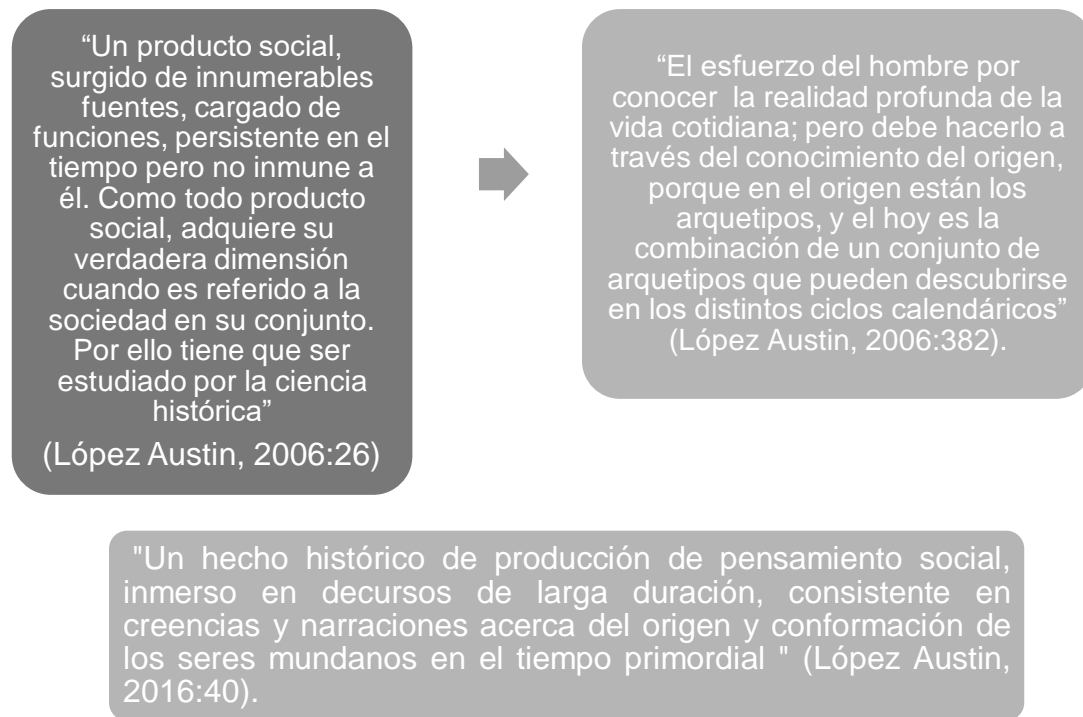 “Un producto social,
surgido de innumerables
fuentes, cargado de
funciones, persistente en el
tiempo pero no inmune a
él. Como todo producto
social, adquiere su
verdadera dimensión
cuando es referido a la
sociedad en su conjunto.
Por ello tiene que ser
estudiado por la ciencia
histórica”
(López Austin, 2006:26)
“El esfuerzo del hombre por
conocer la realidad profunda de la
vida cotidiana; pero debe hacerlo a
través del conocimiento del origen,
porque en el origen están los
arquetipos, y el hoy es la
combinación de un conjunto de
arquetipos que pueden descubrirse
en los distintos ciclos calendáricos”
(López Austin, 2006:382).
"Un hecho histórico de producción de pensamiento social,
inmerso en decursos de larga duración, consistente en
creencias y narraciones acerca del origen y conformación de
los seres mundanos en el tiempo primordial " (López Austin,
2016:40).